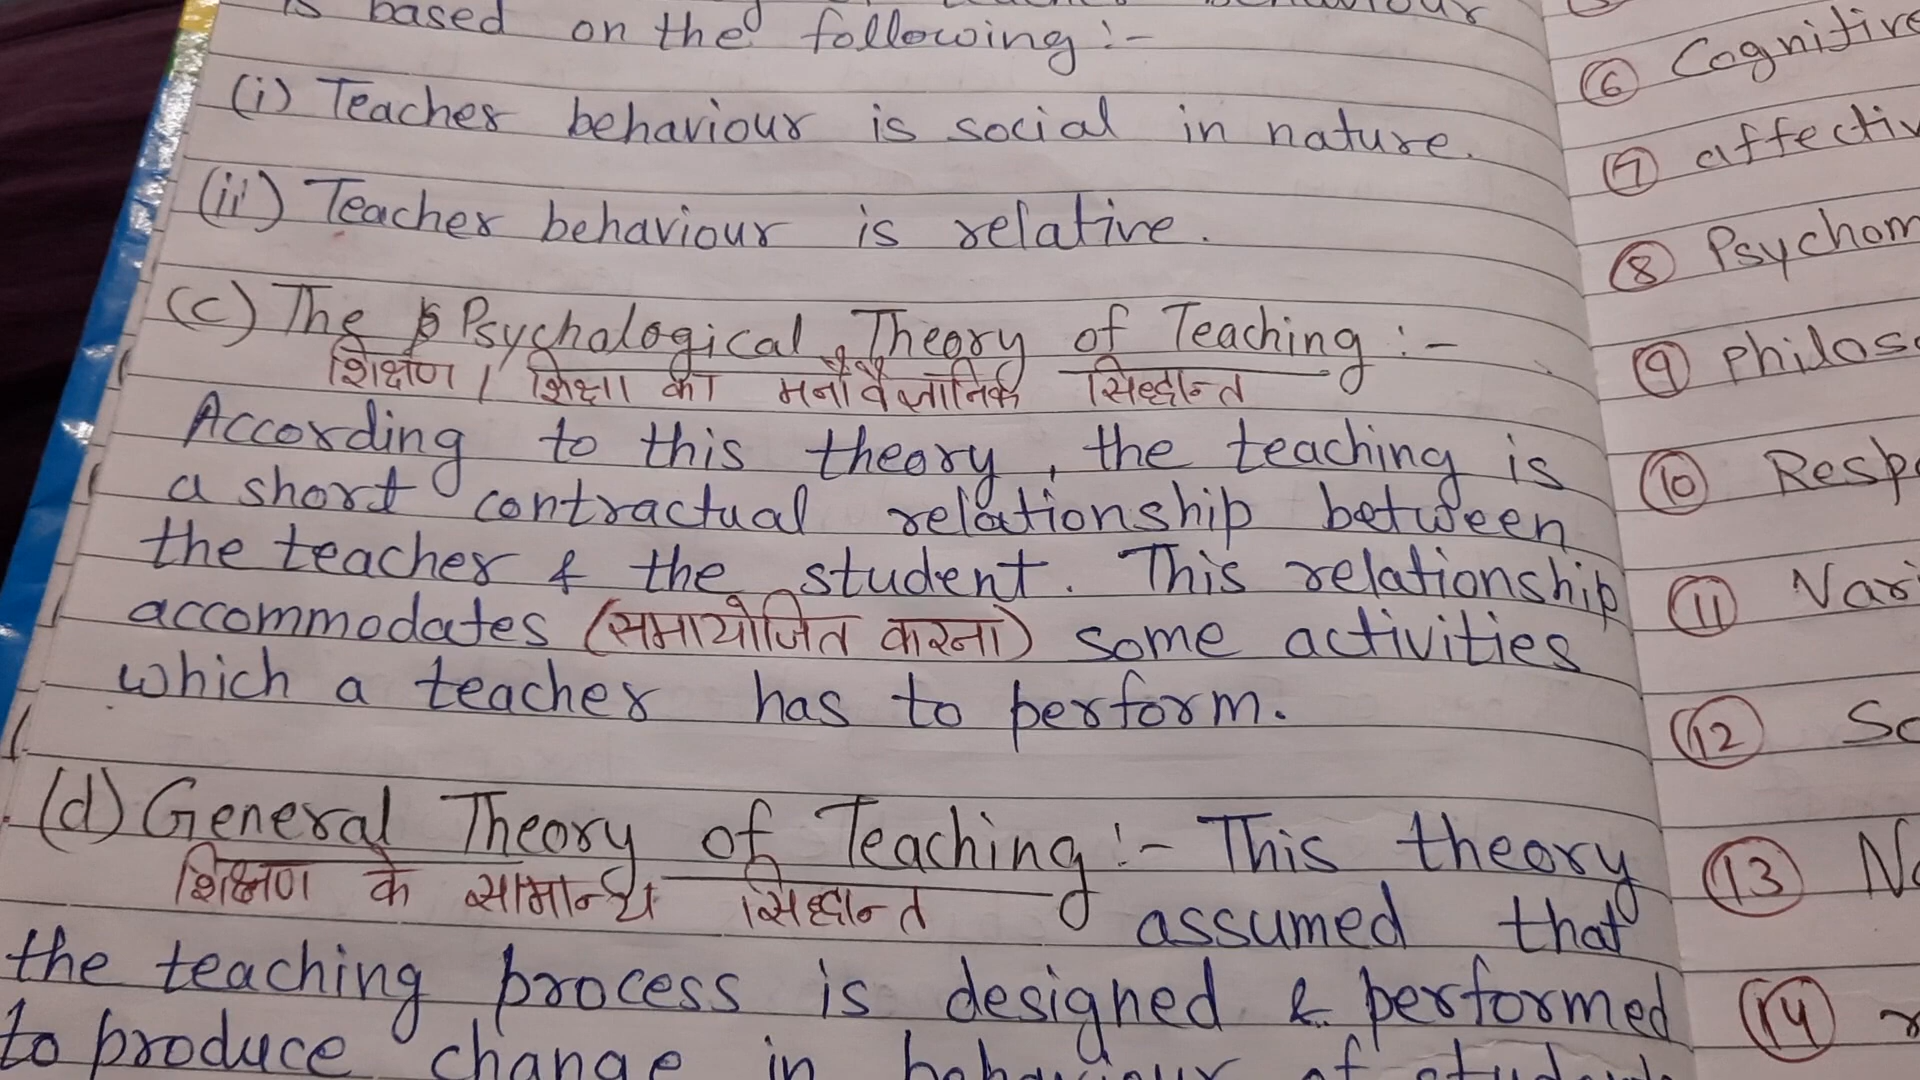 is based on the following :-
(i) Teacher behaviour is social in nature.
(ii) Teacher behaviour is relative.
(c) The Psychological Theory of Teaching :-
शिक्षण / शिक्षा का मनोवैज्ञानिक सिद्धान्त
According to this theory, the teaching is
a short contractual relationship between
the teacher & the student. This relationship
accommodates (समायोजित करना) some activities
which a teacher has to perform.
(d) General Theory of Teaching :- This theory
शिक्षण के सामान्य सिद्धान्त
assumed that
the teaching process is designed & performed
to produce change in behaviour of
6 Cognitive
7 affectiv
8 Psychom
9 Philos
10 Resp
11 Vari
12 Sc
13
14